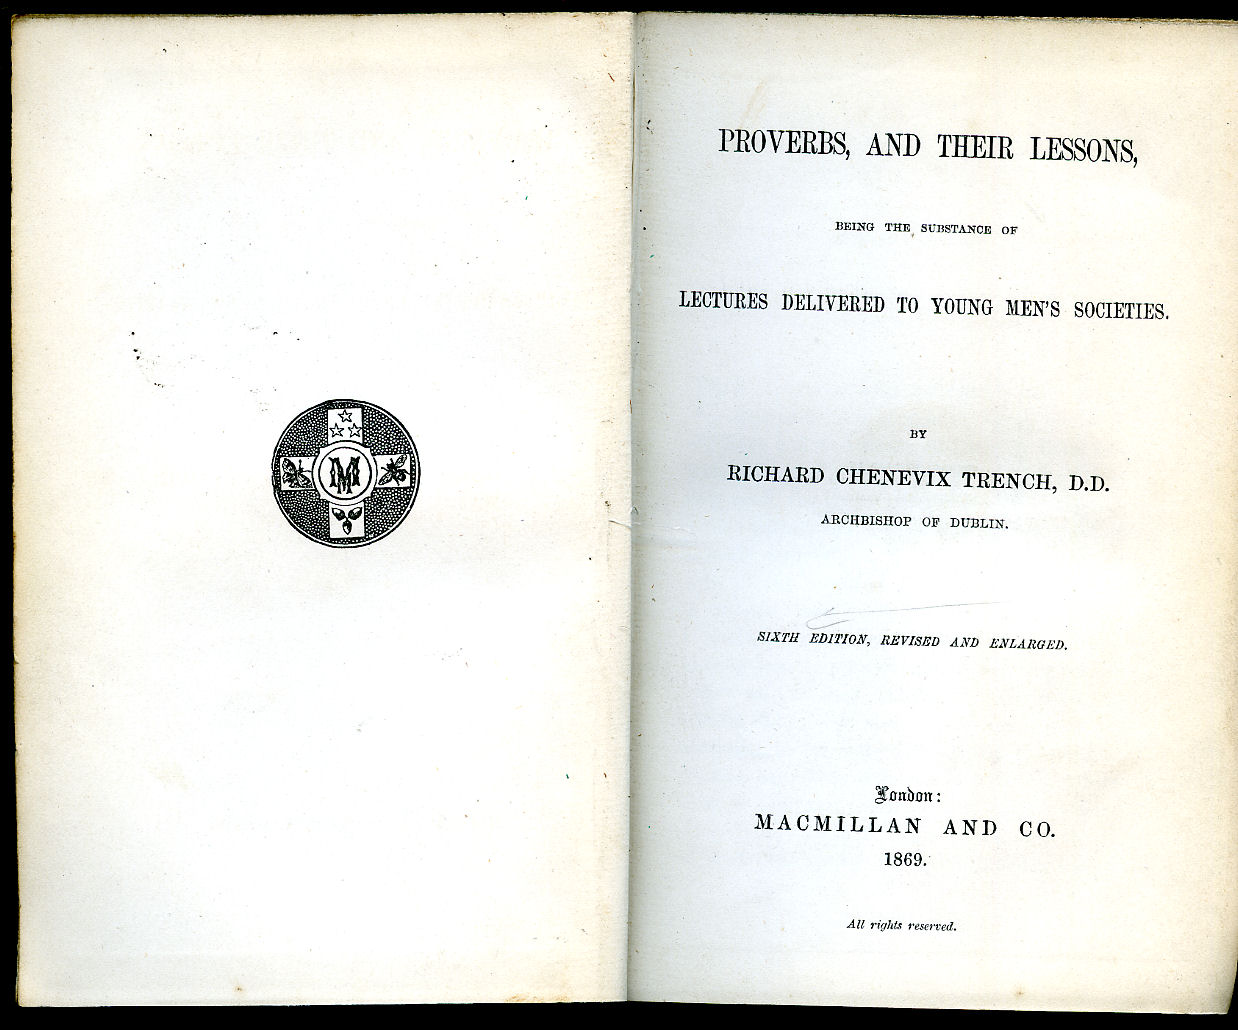 M
PROVERBS, AND THEIR LESSONS,
BEING THE SUBSTANCE OF
LECTURES DELIVERED TO YOUNG MEN'S SOCIETIES.
BY
RICHARD CHENEVIX TRENCH, D.D.
ARCHBISHOP OF DUBLIN.
SIXTH EDITION, REVISED AND ENLARGED.
London:
MACMILLAN AND CO.
1869.
All rights reserved.